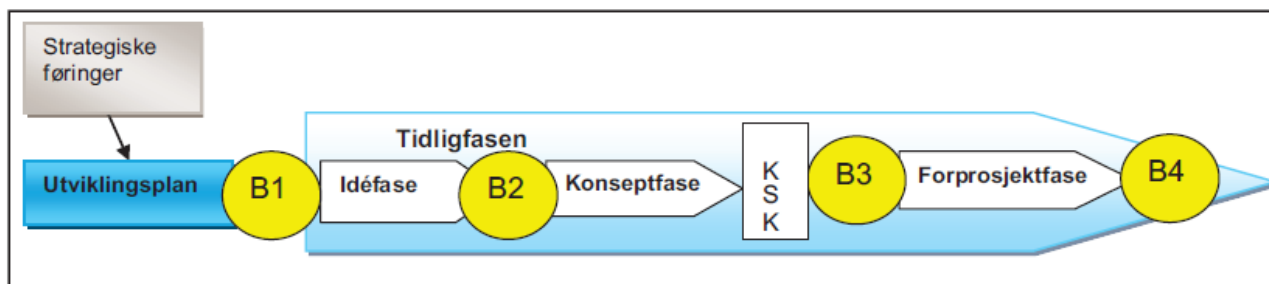 Strategiske
føringer
Tidligfasen
Utviklingsplan
B1
Idéfase
B2
Konseptfase
K
S
K
B3
Forprosjektfase
B4